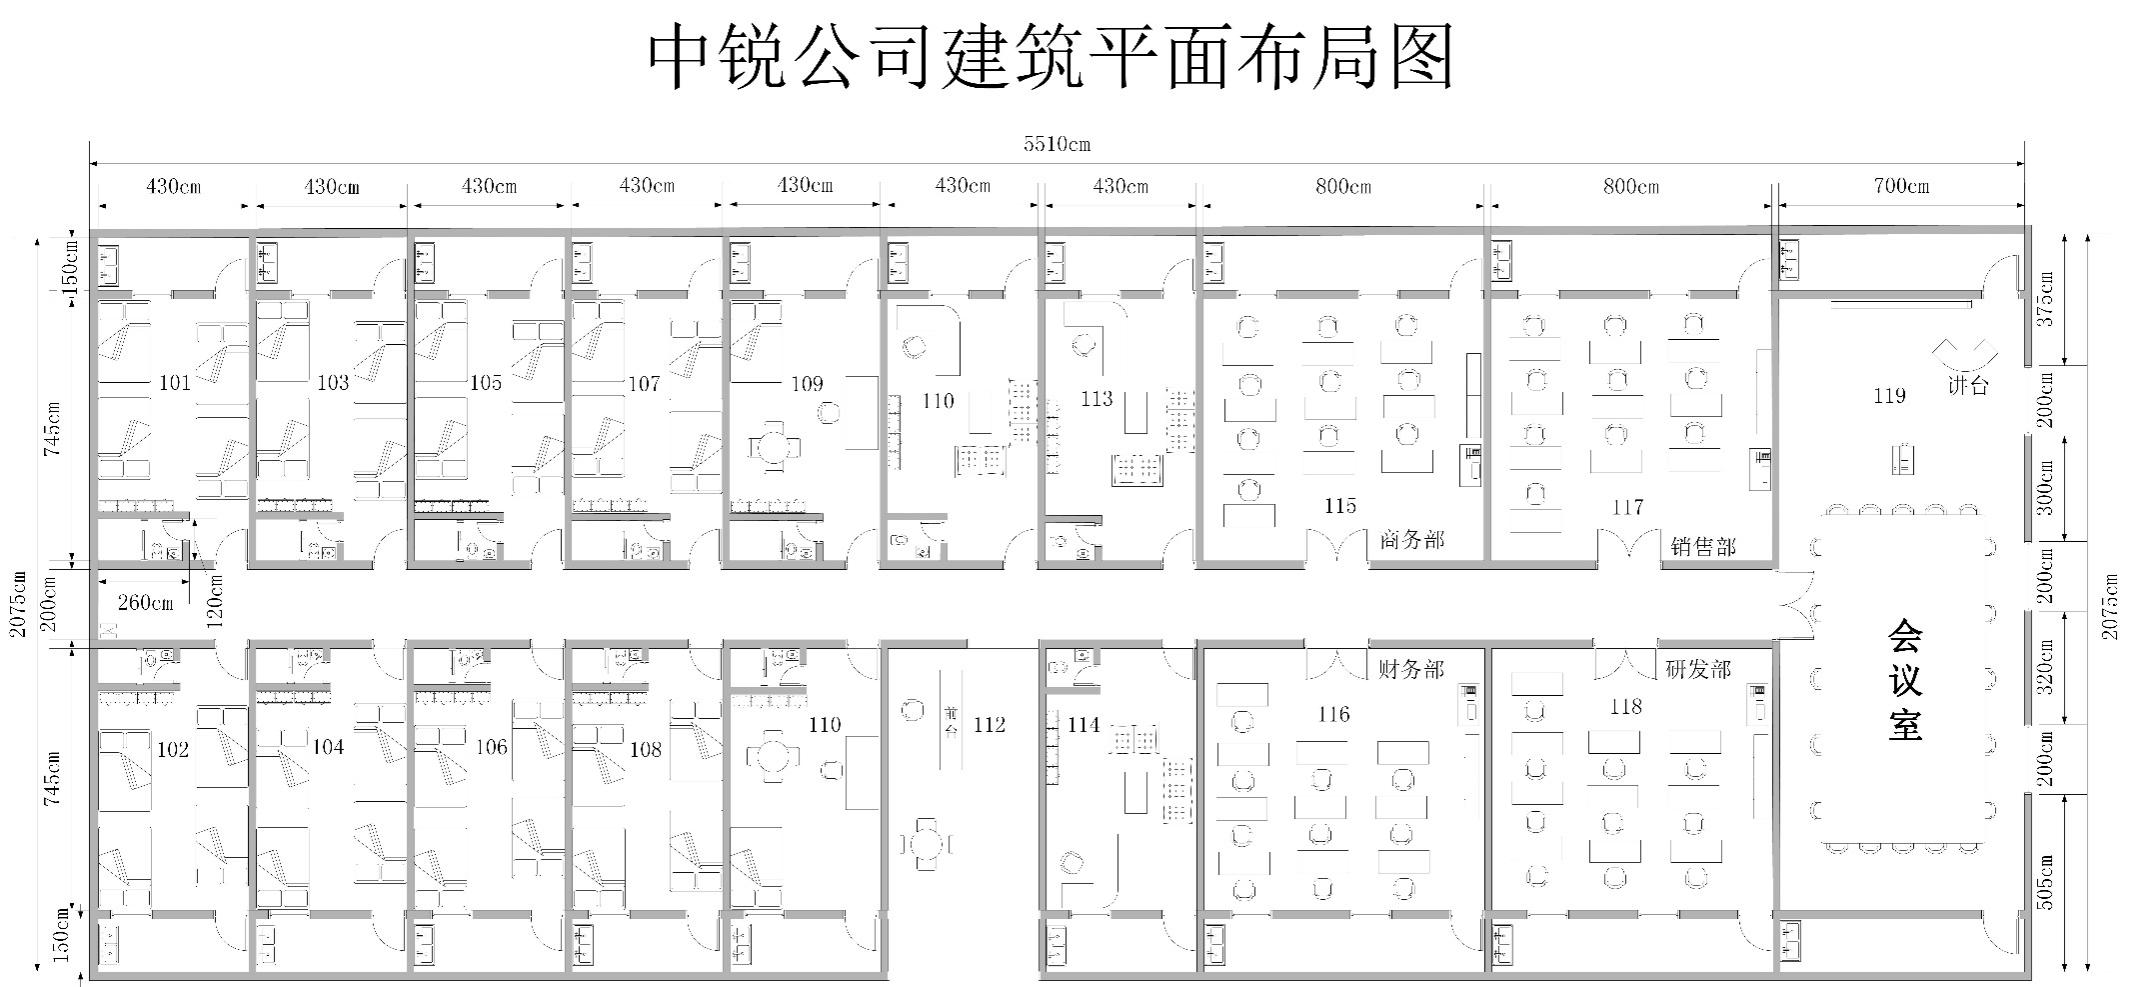 中锐公司建筑平面布局图
5510cm
430cm 430cm 430cm 430cm 430cm 430cm 430cm 800cm 800cm 700cm
150cm
375cm
101 103 105 107 109 110 113 119 讲台
200cm
745cm
300cm
115 117
商务部 销售部
200cm
260cm
120cm
200cm
2075cm
2075cm
会议室
财务部 研发部
320cm
102 104 106 108 110 前台 112 114 116 118
745cm
200cm
505cm
150cm